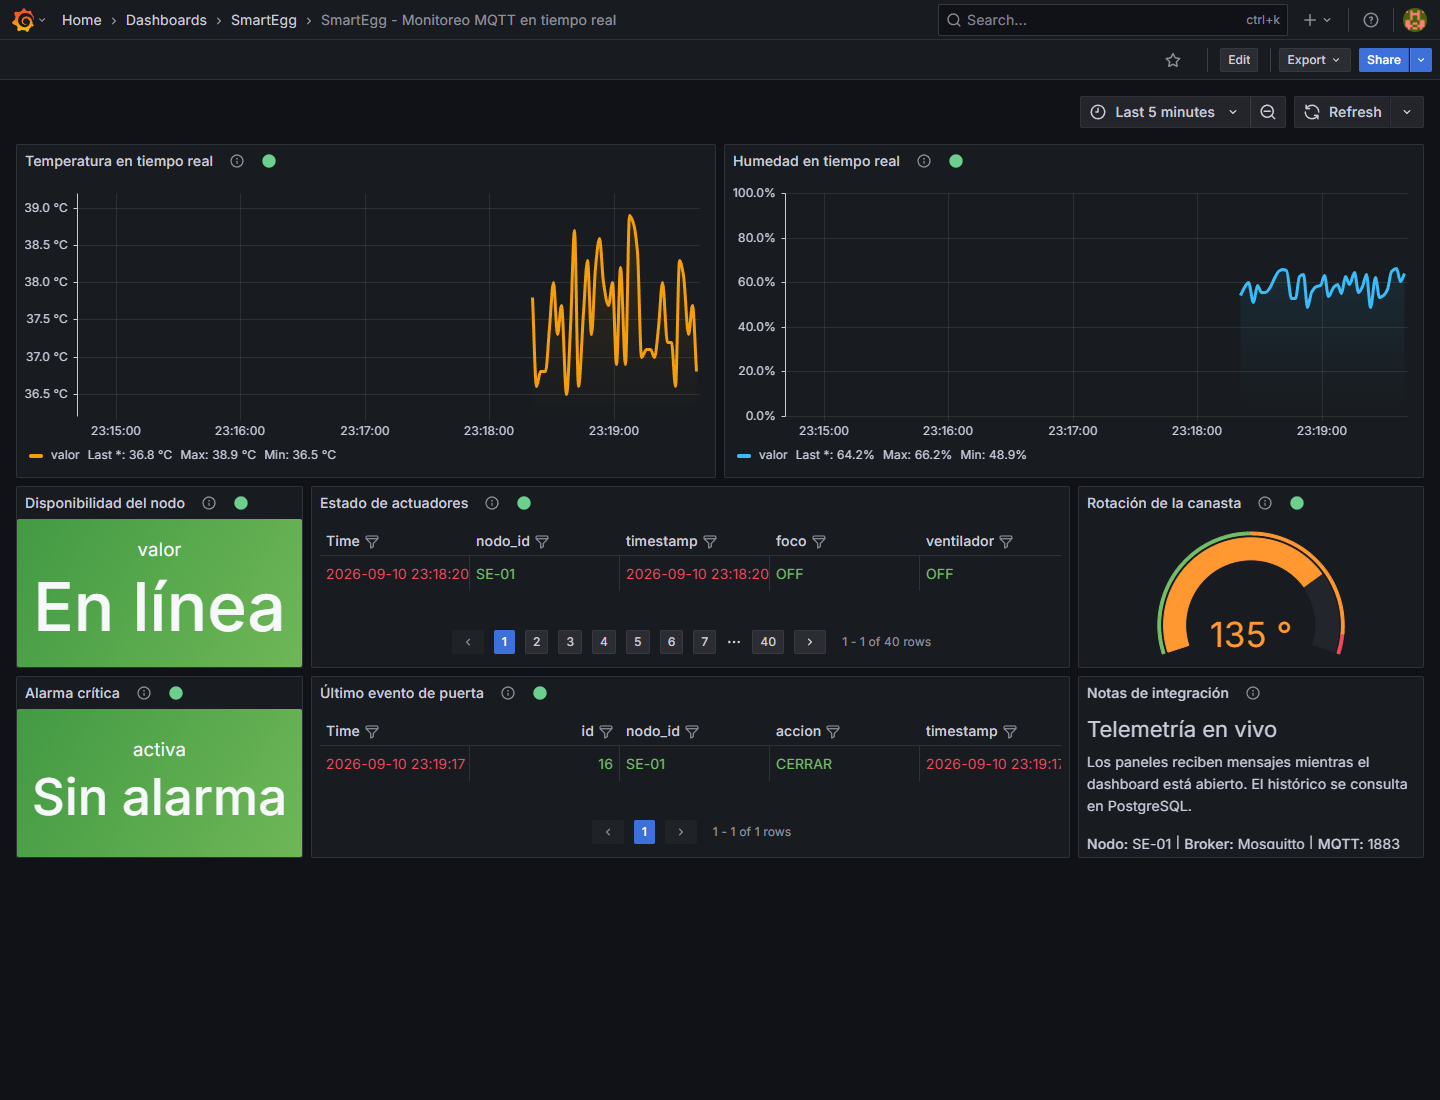 Home › Dashboards › SmartEgg › SmartEgg - Monitoreo MQTT en tiempo real
Search... ctrl+k
Edit Export Share
Last 5 minutes Refresh
Temperatura en tiempo real
39.0 °C
38.5 °C
38.0 °C
37.5 °C
37.0 °C
36.5 °C
23:15:00 23:16:00 23:17:00 23:18:00 23:19:00
valor Last *: 36.8 °C Max: 38.9 °C Min: 36.5 °C
Humedad en tiempo real
100.0%
80.0%
60.0%
40.0%
20.0%
0.0%
23:15:00 23:16:00 23:17:00 23:18:00 23:19:00
valor Last *: 64.2% Max: 66.2% Min: 48.9%
Disponibilidad del nodo
valor
En línea
Estado de actuadores
Time nodo_id timestamp foco ventilador
2026-09-10 23:18:20 SE-01 2026-09-10 23:18:20 OFF OFF
‹ 1 2 3 4 5 6 7 ··· 40 › 1 - 1 of 40 rows
Rotación de la canasta
135 °
Alarma crítica
activa
Sin alarma
Último evento de puerta
Time id nodo_id accion timestamp
2026-09-10 23:19:17 16 SE-01 CERRAR 2026-09-10 23:19:17
‹ 1 › 1 - 1 of 1 rows
Notas de integración
Telemetría en vivo
Los paneles reciben mensajes mientras el
dashboard está abierto. El histórico se consulta
en PostgreSQL.
Nodo: SE-01 | Broker: Mosquitto | MQTT: 1883